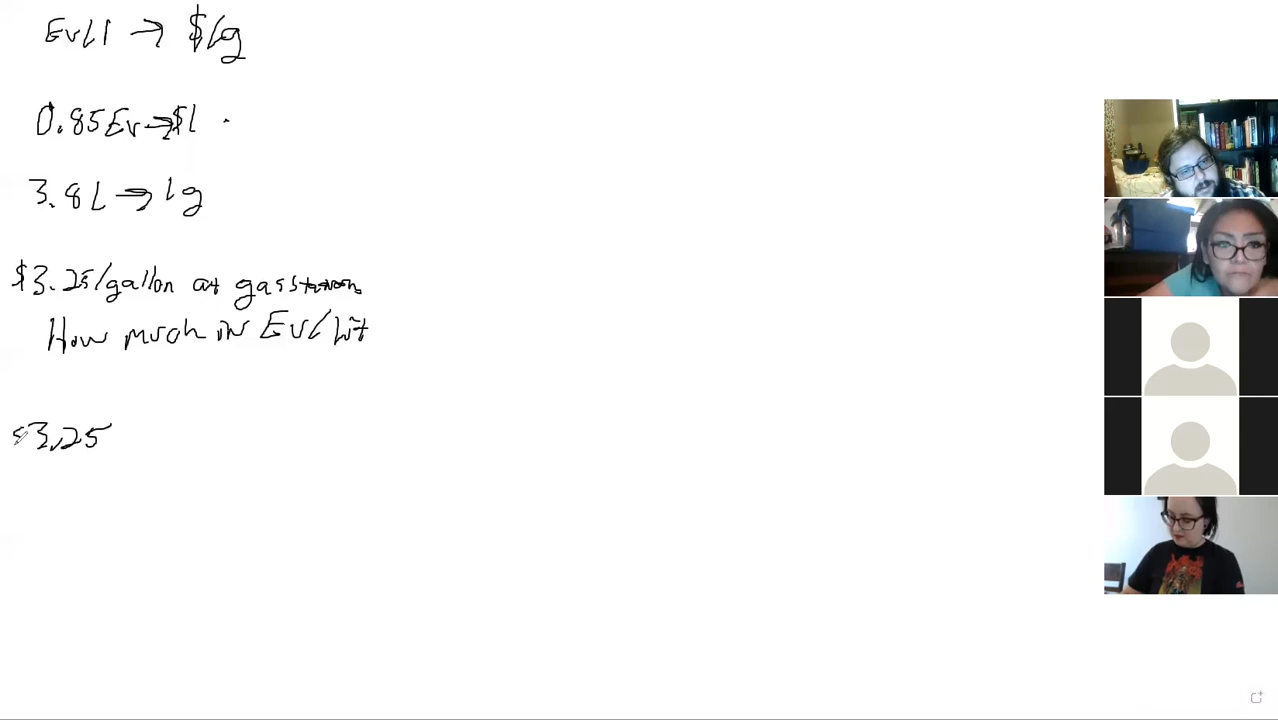 Eu/l → $/g
0.85Eu → $1
3.8L → 1g
$3.25/gallon at gasstation
How much in Eu/Lit
$3.25